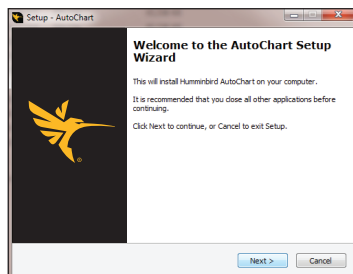 Setup - AutoChart
Welcome to the AutoChart Setup
Wizard
This will install Humminbird AutoChart on your computer.
It is recommended that you close all other applications before
continuing.
Click Next to continue, or Cancel to exit Setup.
®
Next >
Cancel